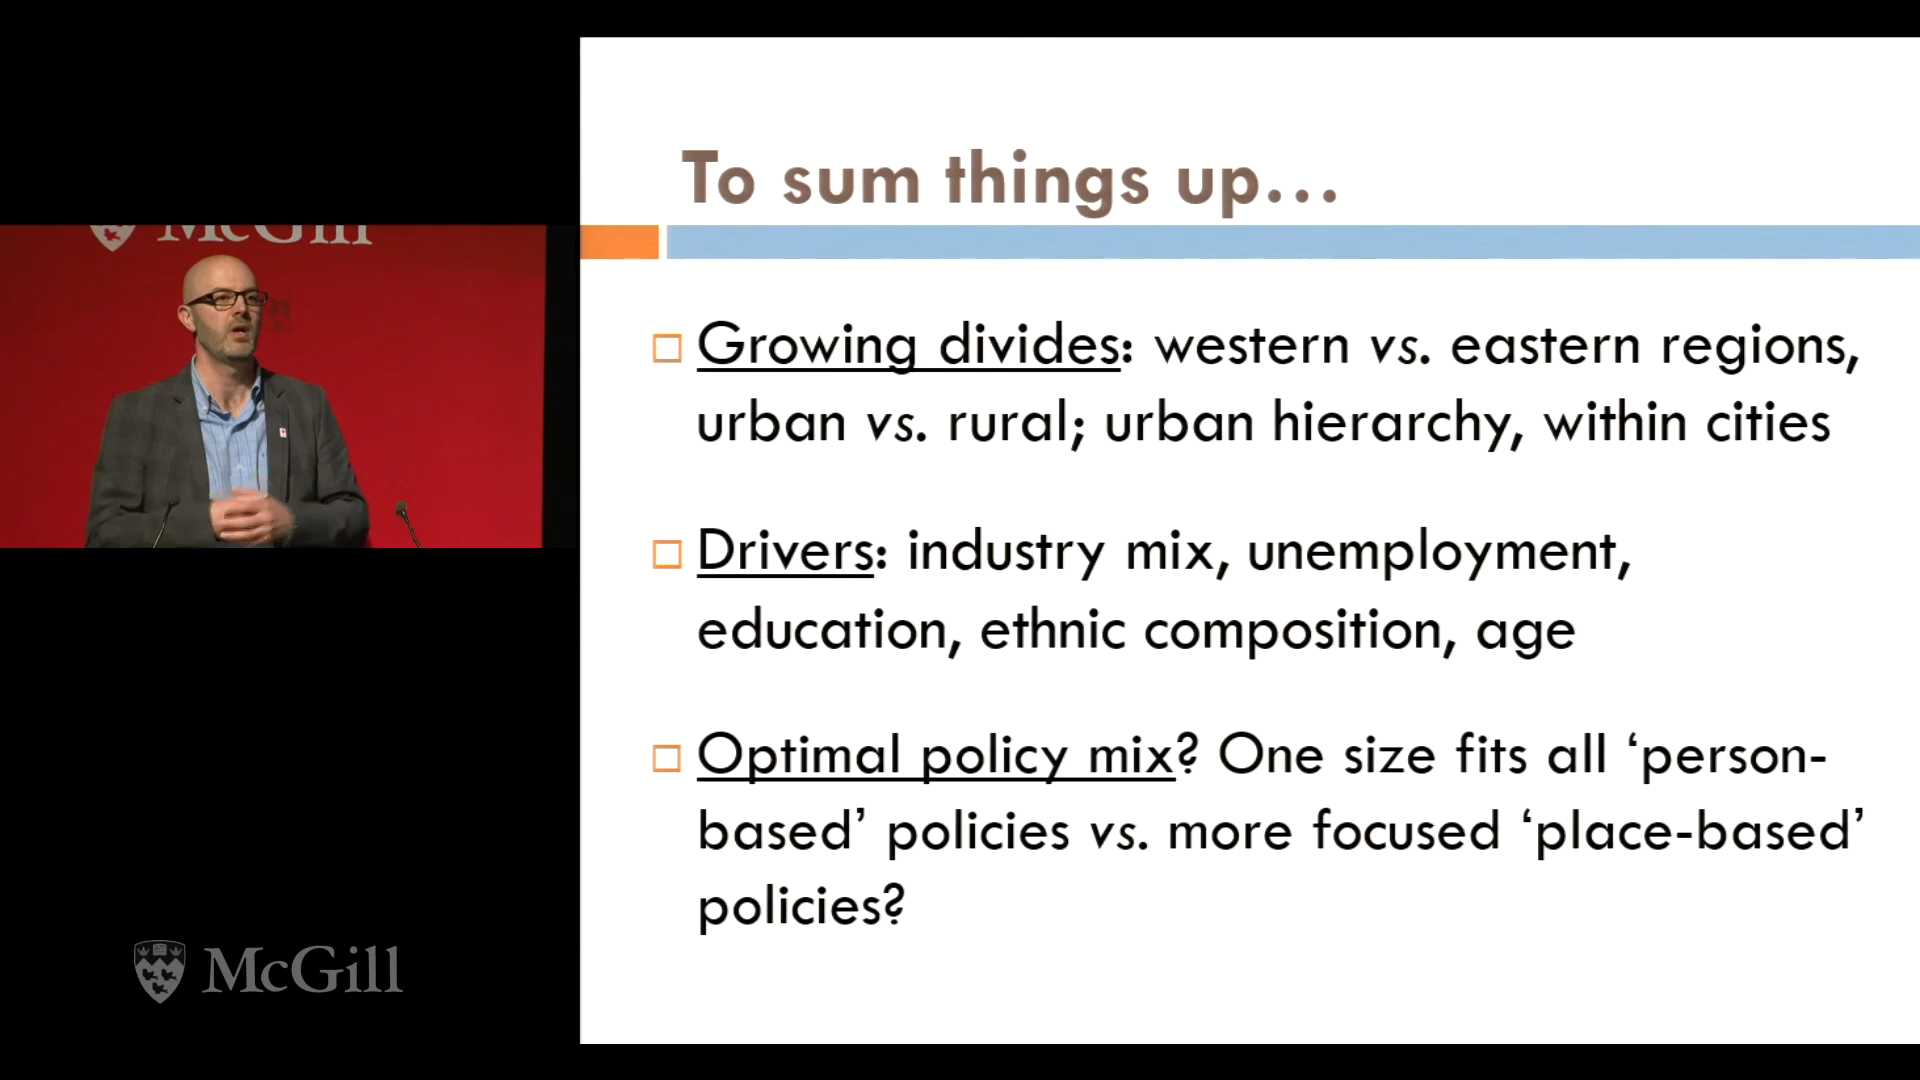 To sum things up…
McGill
Growing divides: western vs. eastern regions,
urban vs. rural; urban hierarchy, within cities
Drivers: industry mix, unemployment,
education, ethnic composition, age
Optimal policy mix? One size fits all ‘person-
based’ policies vs. more focused ‘place-based’
policies?
McGill